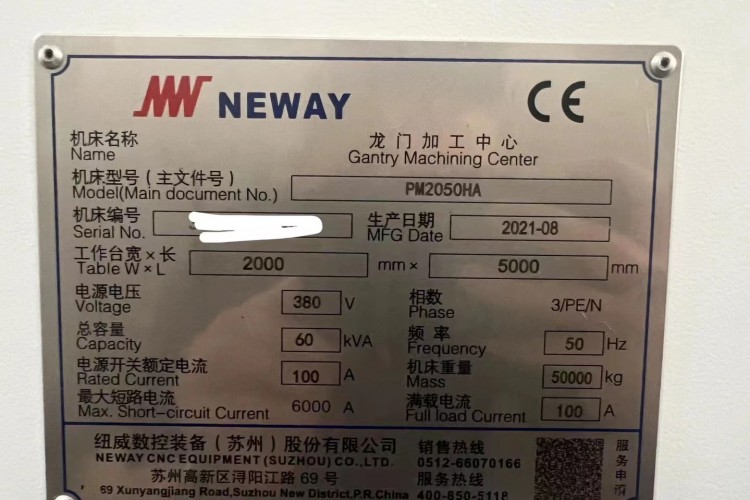 NEWAY CE
机床名称 龙门加工中心
Name Gantry Machining Center
机床型号(主文件号)
Model(Main document No.) PM2050HA
机床编号 生产日期
Serial No. MFG Date 2021-08
工作台宽×长
Table W×L 2000 mm× 5000 mm
电源电压 相数
Voltage 380 V Phase 3/PE/N
总容量 频率
Capacity 60 kVA Frequency 50 Hz
电源开关额定电流 机床重量
Rated Current 100 A Mass 50000 kg
最大短路电流 满载电流
Max. Short-circuit Current 6000 A Full load Current 100 A
纽威数控装备(苏州)股份有限公司 销售热线
NEWAY CNC EQUIPMENT (SUZHOU) CO.,LTD. 0512-66070166
苏州高新区浔阳江路 69 号 服务热线
69 Xunyangjiang Road,Suzhou New District,P.R.China 400-850-5118
服务申